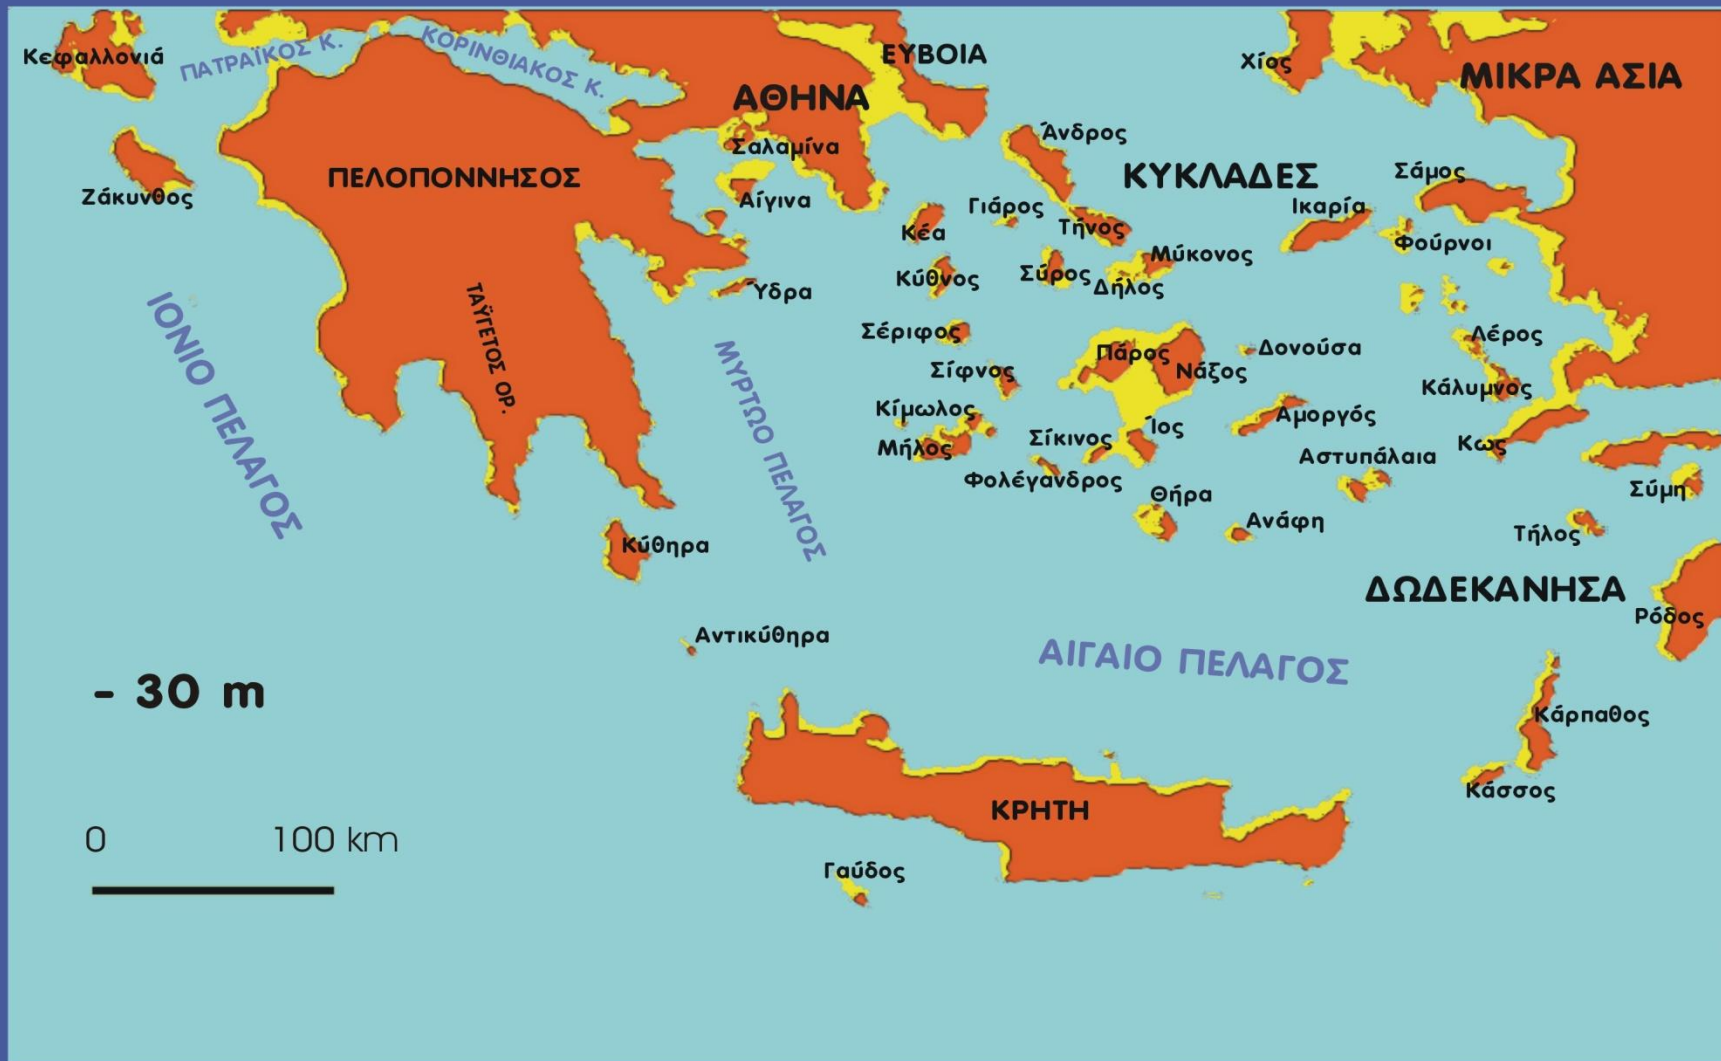 Κεφαλλονιά
ΠΑΤΡΑΪΚΟΣ Κ.
ΚΟΡΙΝΘΙΑΚΟΣ Κ.
ΕΥΒΟΙΑ
Χίος
ΜΙΚΡΑ ΑΣΙΑ
ΑΘΗΝΑ
Σαλαμίνα
Άνδρος
ΠΕΛΟΠΟΝΝΗΣΟΣ
ΚΥΚΛΑΔΕΣ
Σάμος
Ζάκυνθος
Αίγινα
Γιάρος
Ικαρία
Κέα
Τήνος
Φούρνοι
Μύκονος
Κύθνος
Σύρος
Δήλος
Ύδρα
ΙΟΝΙΟ ΠΕΛΑΓΟΣ
ΤΑΫΓΕΤΟΣ ΟΡ.
ΜΥΡΤΩΟ ΠΕΛΑΓΟΣ
Σέριφος
Λέρος
Πάρος
Δονούσα
Σίφνος
Νάξος
Κάλυμνος
Κίμωλος
Αμοργός
Ίος
Σίκινος
Μήλος
Κως
Αστυπάλαια
Φολέγανδρος
Θήρα
Σύμη
Ανάφη
Τήλος
Κύθηρα
ΔΩΔΕΚΑΝΗΣΑ
Ρόδος
Αντικύθηρα
ΑΙΓΑΙΟ ΠΕΛΑΓΟΣ
- 30 m
Κάρπαθος
Κάσσος
ΚΡΗΤΗ
0 100 km
Γαύδος